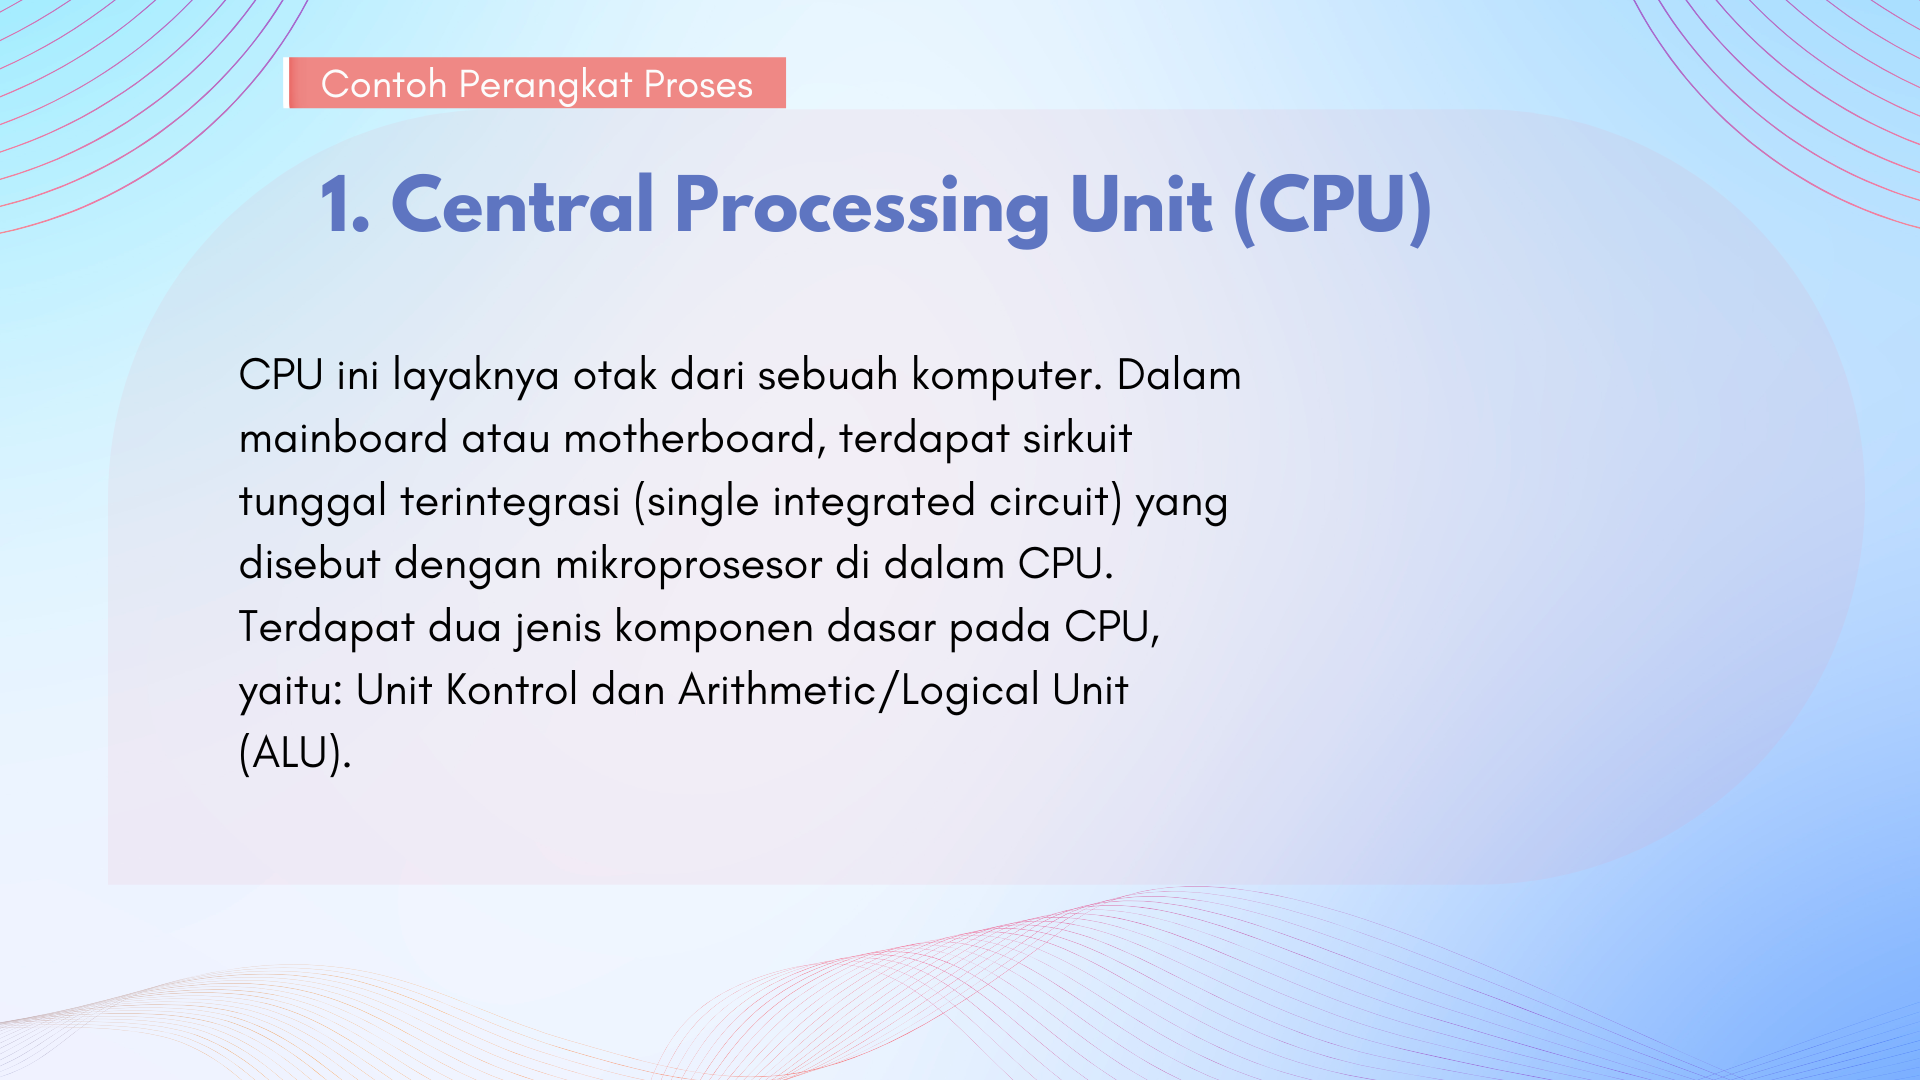 Contoh Perangkat Proses
1. Central Processing Unit (CPU)
CPU ini layaknya otak dari sebuah komputer. Dalam
mainboard atau motherboard, terdapat sirkuit
tunggal terintegrasi (single integrated circuit) yang
disebut dengan mikroprosesor di dalam CPU.
Terdapat dua jenis komponen dasar pada CPU,
yaitu: Unit Kontrol dan Arithmetic/Logical Unit
(ALU).